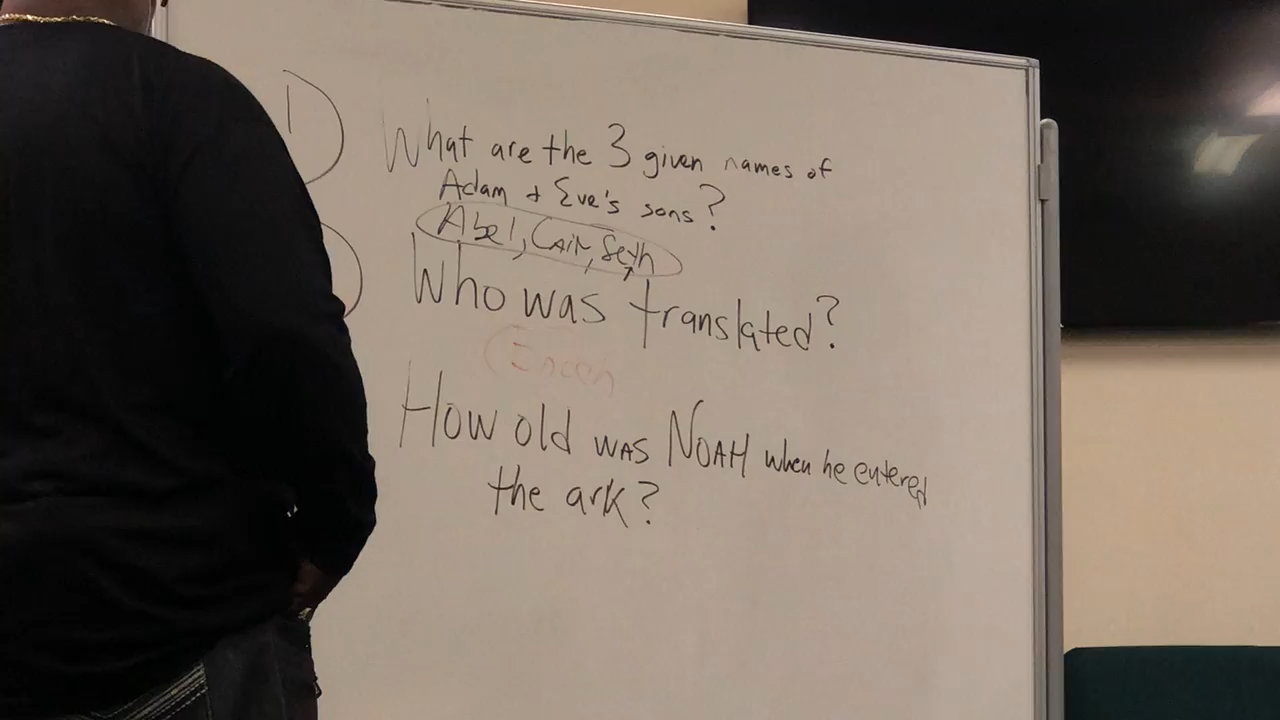 1)
What are the 3 given names of
Adam + Eve's sons?
Abel, Cain, Seth
Who was translated?
Enoch
How old was NOAH when he entered
the ark?